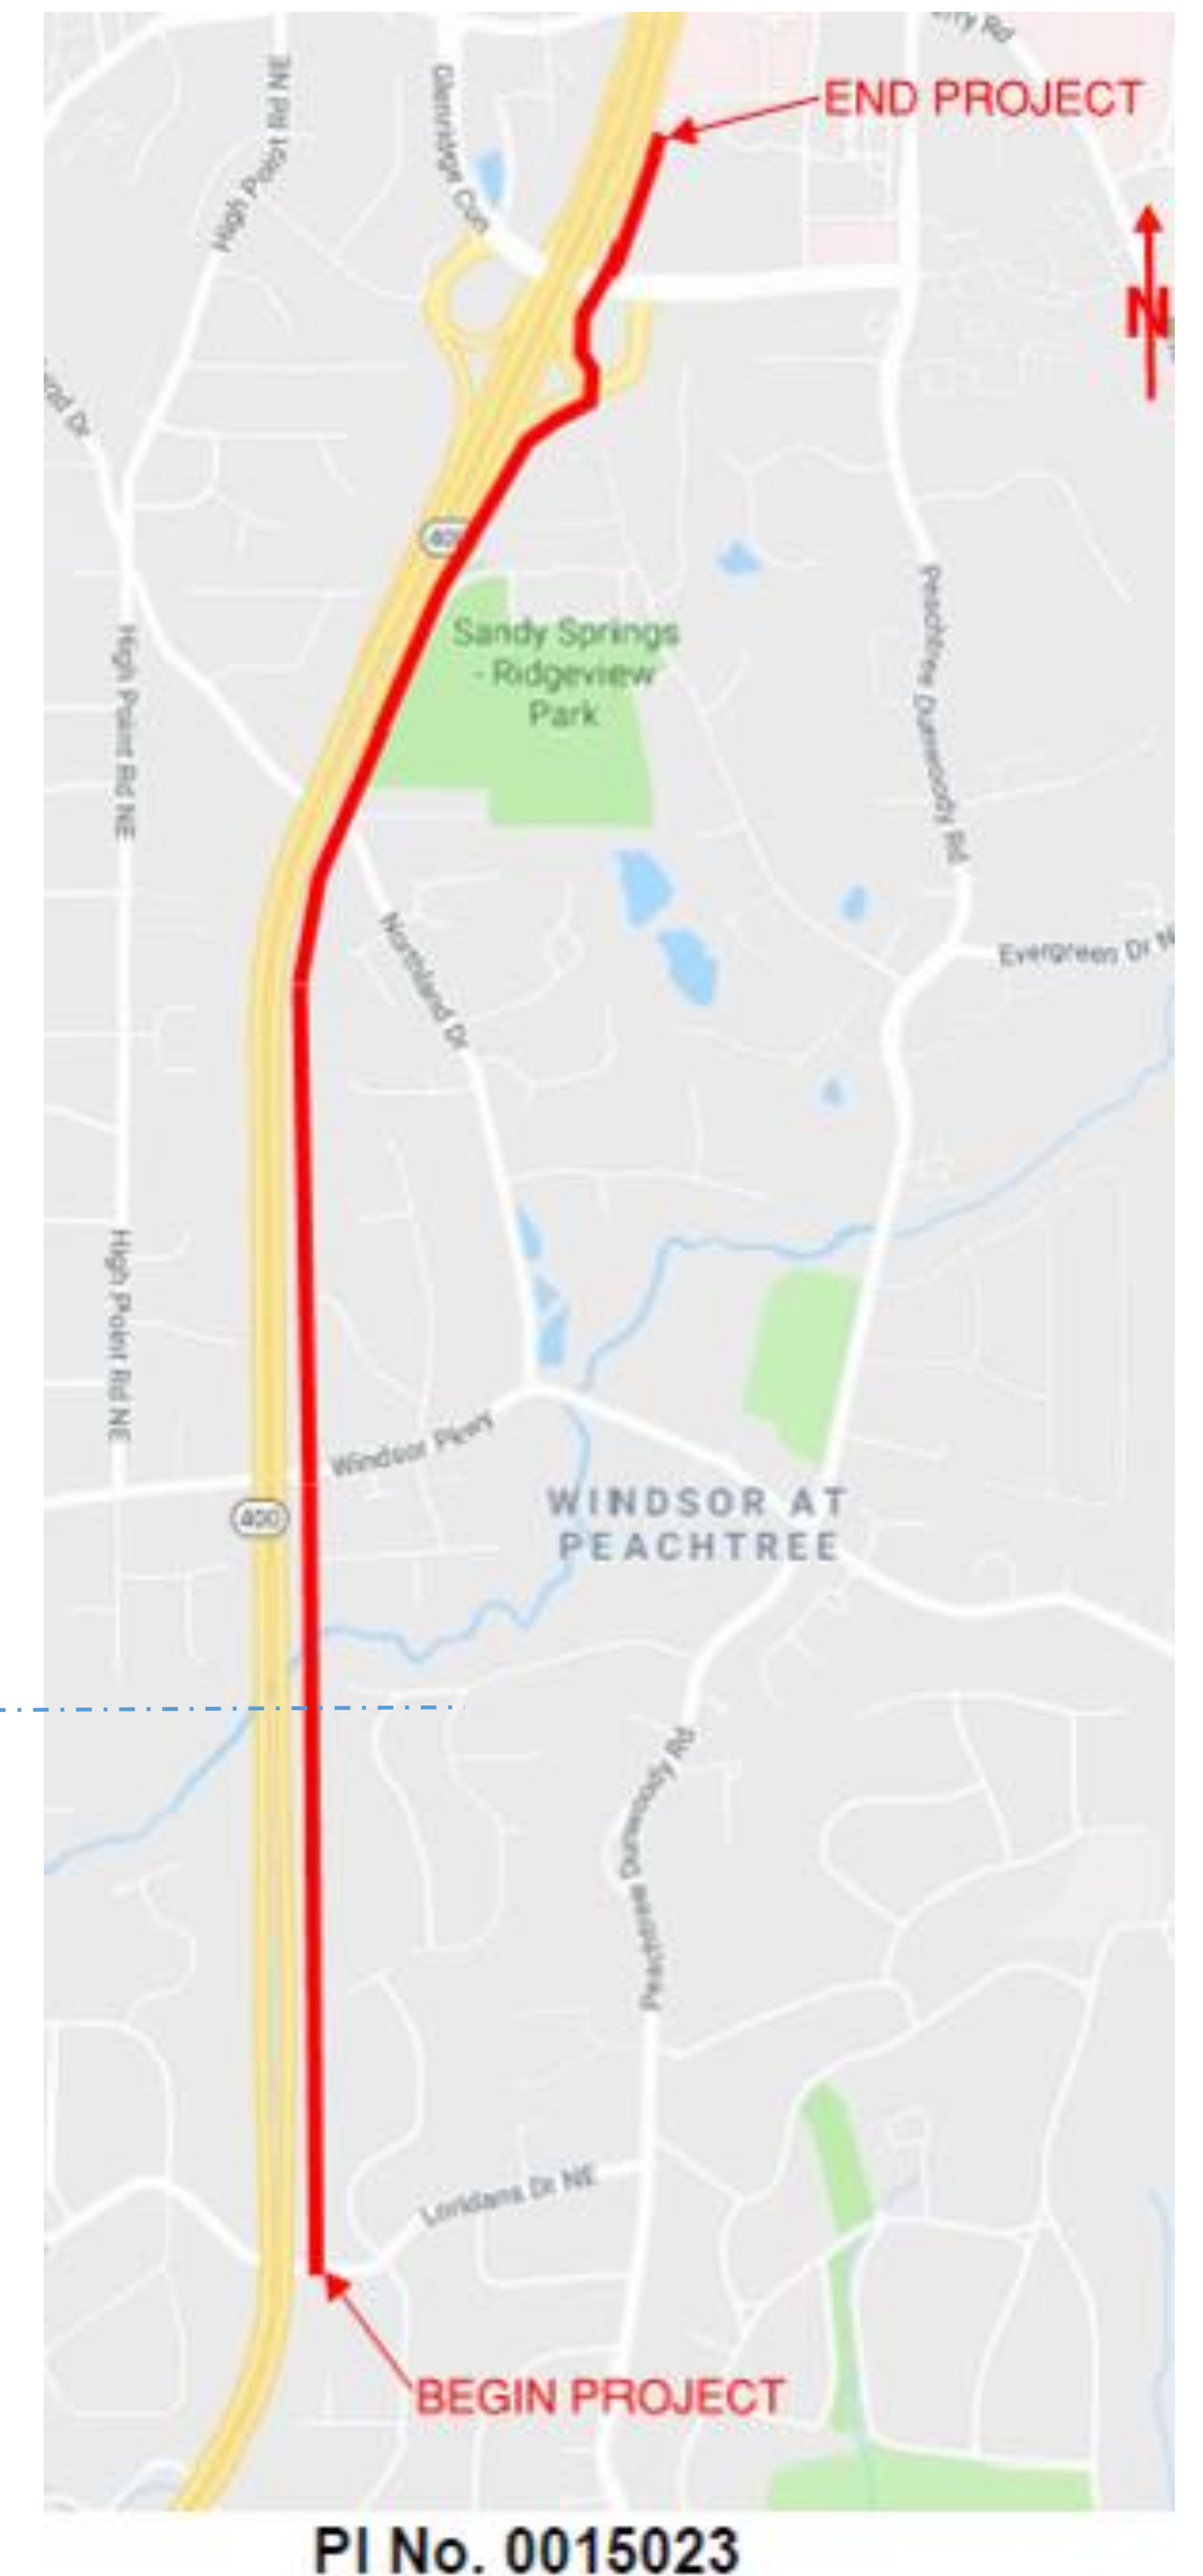 erry Rd
High Point Rd NE
Glenridge Con
END PROJECT
N
400
Sandy Springs
- Ridgeview
Park
High Point Rd NE
Peachtree Dunwoody Rd
Northland Dr
Evergreen Dr N
High Point Rd NE
Windsor Pkwy
400
WINDSOR AT
PEACHTREE
Peachtree Dunwoody Rd
Loridans Dr NE
BEGIN PROJECT
PI No. 0015023